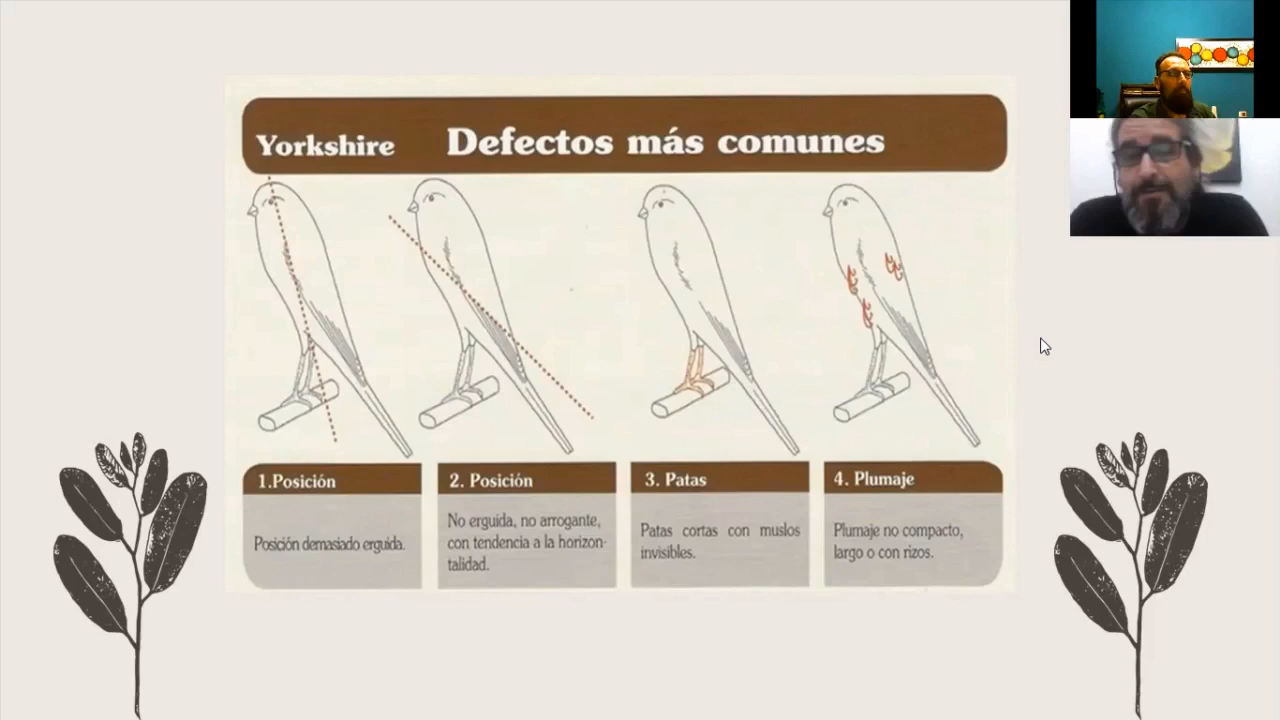 Yorkshire Defectos más comunes
1.Posición
Posición demasiado erguida.
2. Posición
No erguida, no arrogante,
con tendencia a la horizon-
talidad.
3. Patas
Patas cortas con muslos
invisibles.
4. Plumaje
Plumaje no compacto,
largo o con rizos.